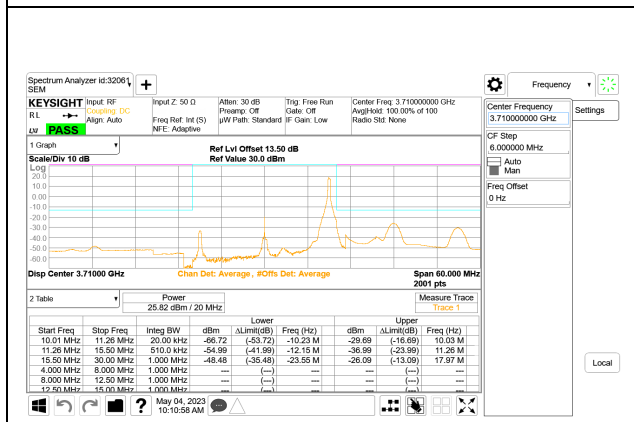 Spectrum Analyzer id:32061
SEM
Frequency
KEYSIGHT
RL
LXI
PASS
Input: RF
Coupling: DC
Align: Auto
Input Z: 50 Ω
Freq Ref: Int (S)
NFE: Adaptive
Atten: 30 dB
Preamp: Off
µW Path: Standard
Trig: Free Run
Gate: Off
IF Gain: Low
Center Freq: 3.710000000 GHz
Avg|Hold: 100.00% of 100
Radio Std: None
Center Frequency
3.710000000 GHz
Settings
CF Step
6.000000 MHz
Auto
Man
Freq Offset
0 Hz
1 Graph
Scale/Div 10 dB
Ref Lvl Offset 13.50 dB
Ref Value 30.0 dBm
Log
20.0
10.0
0.00
-10.0
-20.0
-30.0
-40.0
-50.0
-60.0
Disp Center 3.71000 GHz
Chan Det: Average , #Offs Det: Average
Span 60.000 MHz
2001 pts
2 Table
Power
25.82 dBm / 20 MHz
Measure Trace
Trace 1
Lower Upper
Start Freq Stop Freq Integ BW dBm ΔLimit(dB) Freq (Hz) dBm ΔLimit(dB) Freq (Hz)
10.01 MHz 11.26 MHz 20.00 kHz -66.72 (-53.72) -10.23 M -29.69 (-16.69) 10.03 M
11.26 MHz 15.50 MHz 510.0 kHz -54.99 (-41.99) -12.15 M -36.99 (-23.99) 11.26 M
15.50 MHz 30.00 MHz 1.000 MHz -48.48 (-35.48) -23.55 M -26.09 (-13.09) 17.97 M
4.000 MHz 8.000 MHz 1.000 MHz --- (---) --- --- (---) ---
8.000 MHz 12.50 MHz 1.000 MHz --- (---) --- --- (---) ---
12.50 MHz 15.00 MHz 1.000 MHz --- (---) --- --- (---) ---
Local
?
May 04, 2023
10:10:58 AM